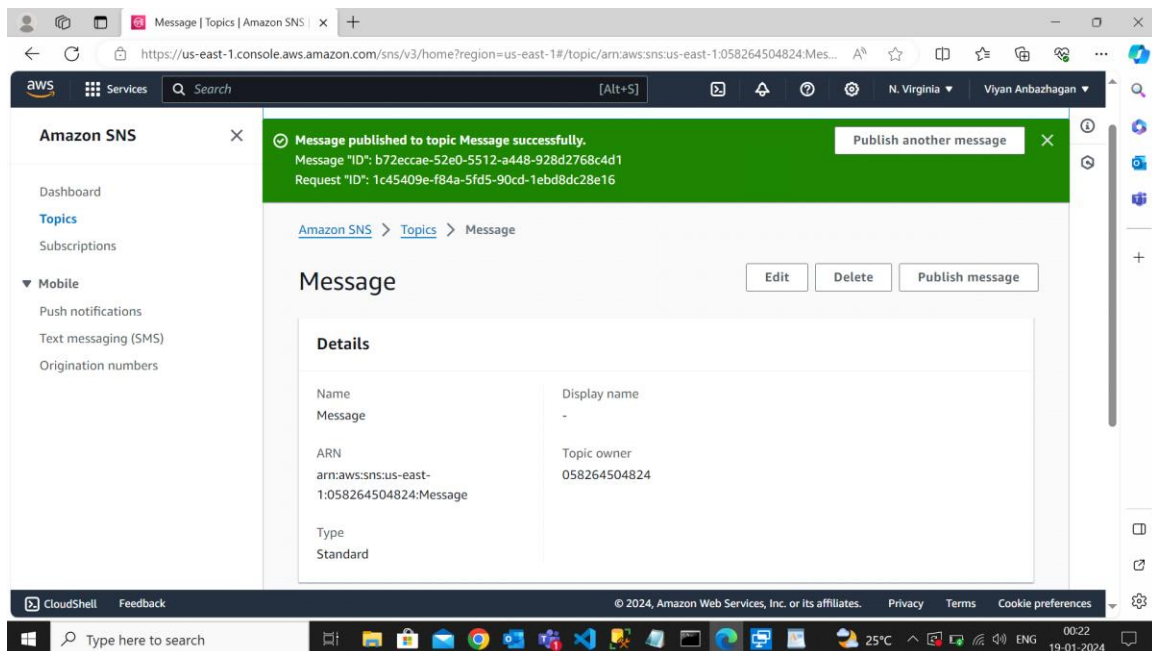 Message | Topics | Amazon SNS
https://us-east-1.console.aws.amazon.com/sns/v3/home?region=us-east-1#/topic/arn:aws:sns:us-east-1:058264504824:Mes...
aws
Services
Search
[Alt+S]
N. Virginia
Viyan Anbazhagan
Amazon SNS
Dashboard
Topics
Subscriptions
Mobile
Push notifications
Text messaging (SMS)
Origination numbers
Message published to topic Message successfully.
Message "ID": b72eccae-52e0-5512-a448-928d2768c4d1
Request "ID": 1c45409e-f84a-5fd5-90cd-1ebd8dc28e16
Publish another message
Amazon SNS > Topics > Message
Message
Edit
Delete
Publish message
Details
Name
Message
Display name
-
ARN
arn:aws:sns:us-east-
1:058264504824:Message
Topic owner
058264504824
Type
Standard
CloudShell
Feedback
© 2024, Amazon Web Services, Inc. or its affiliates.
Privacy
Terms
Cookie preferences
Type here to search
25°C
ENG
00:22
19-01-2024